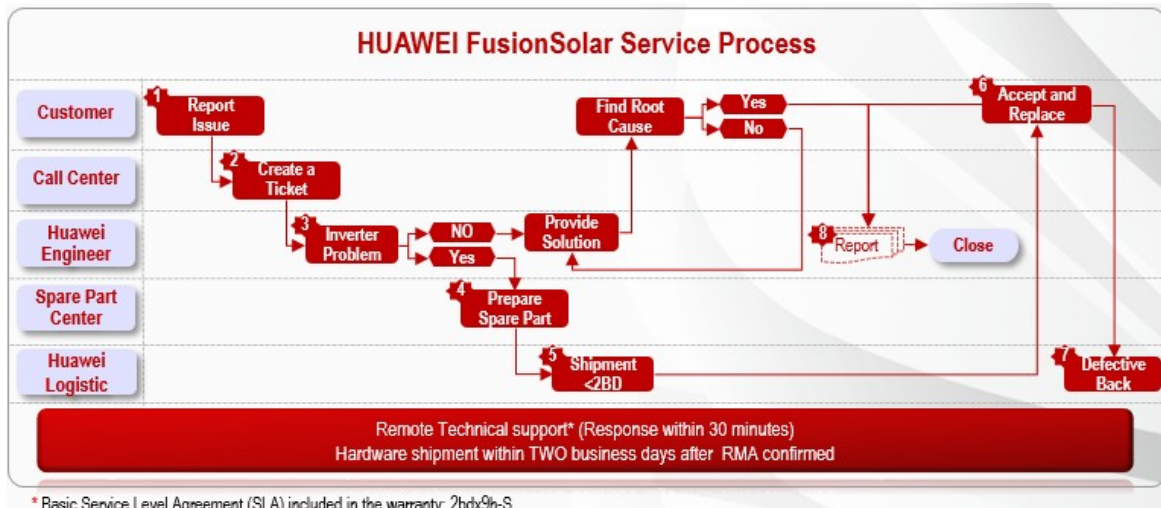 HUAWEI FusionSolar Service Process
Customer
1
Report
Issue
Find Root
Cause
Yes
No
6
Accept and
Replace
Call Center
2
Create a
Ticket
Huawei
Engineer
3
Inverter
Problem
NO
Yes
Provide
Solution
8
Report
Close
Spare Part
Center
4
Prepare
Spare Part
Huawei
Logistic
5
Shipment
<2BD
7
Defective
Back
Remote Technical support* (Response within 30 minutes)
Hardware shipment within TWO business days after RMA confirmed
* Basic Service Level Agreement (SLA) included in the warranty: 2bdx9h-S